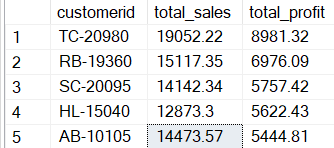 customerid total_sales total_profit
1 TC-20980 19052.22 8981.32
2 RB-19360 15117.35 6976.09
3 SC-20095 14142.34 5757.42
4 HL-15040 12873.3 5622.43
5 AB-10105 14473.57 5444.81